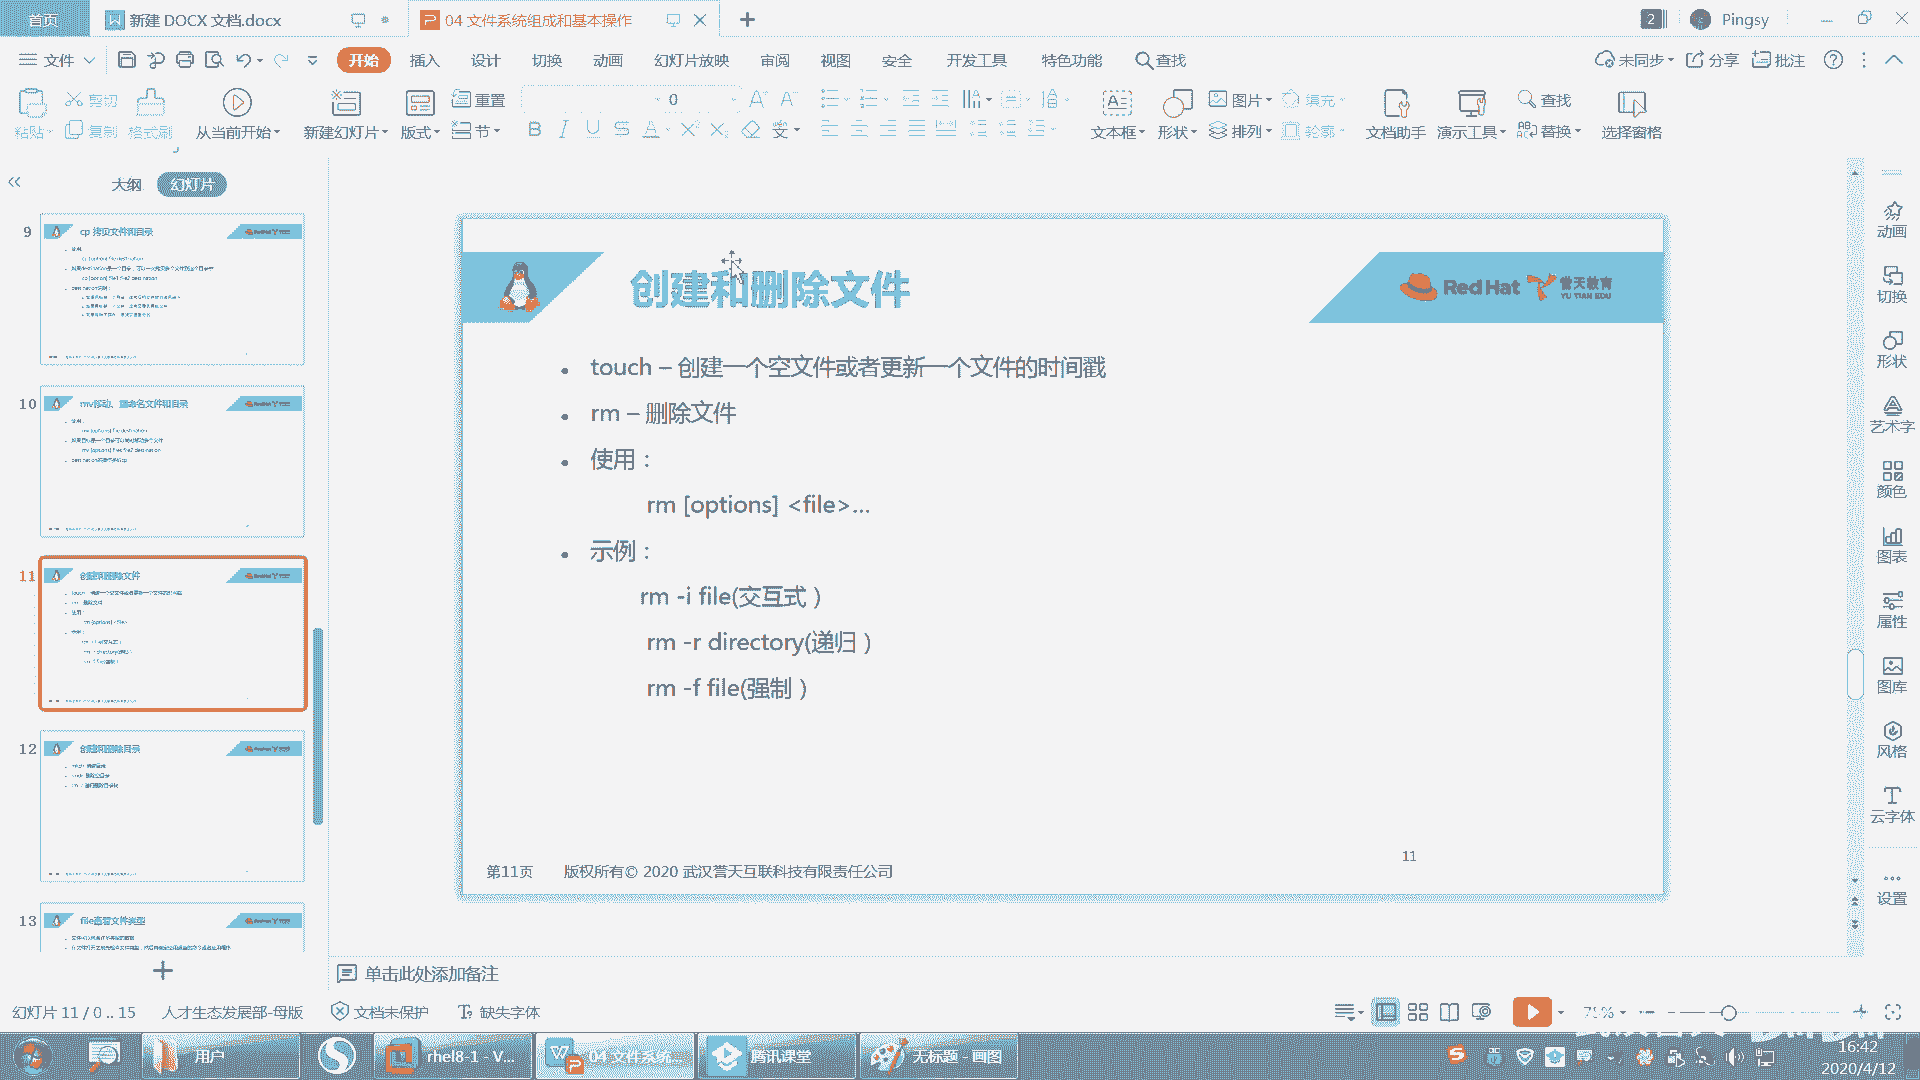 首页
新建 DOCX 文档.docx
04 文件系统组成和基本操作
2
Pingsy
文件
开始
插入
设计
切换
动画
幻灯片放映
审阅
视图
安全
开发工具
特色功能
查找
未同步
分享
批注
粘贴
剪切
复制
格式刷
从当前开始
新建幻灯片
版式
重置
节
0
文本框
形状
图片
排列
填充
轮廓
文档助手
演示工具
查找
替换
选择窗格
大纲
幻灯片
9
cp 拷贝文件和目录
10
mv移动、重命名文件和目录
11
创建和删除文件
12
创建和删除目录
13
file查看文件类型
创建和删除文件
Red Hat
誉天教育
YU TIAN EDU
touch – 创建一个空文件或者更新一个文件的时间戳
rm – 删除文件
使用：
rm [options] <file>...
示例：
rm -i file(交互式 )
rm -r directory(递归 )
rm -f file(强制 )
11
第11页 版权所有© 2020 武汉誉天互联科技有限责任公司
动画
切换
形状
艺术字
颜色
图表
属性
图库
风格
云字体
设置
单击此处添加备注
幻灯片 11 / 0 .. 15
人才生态发展部-母版
文档未保护
缺失字体
71%
用户
rhel8-1 - V...
04 文件系统...
腾讯课堂
无标题 - 画图
16:42
2020/4/12